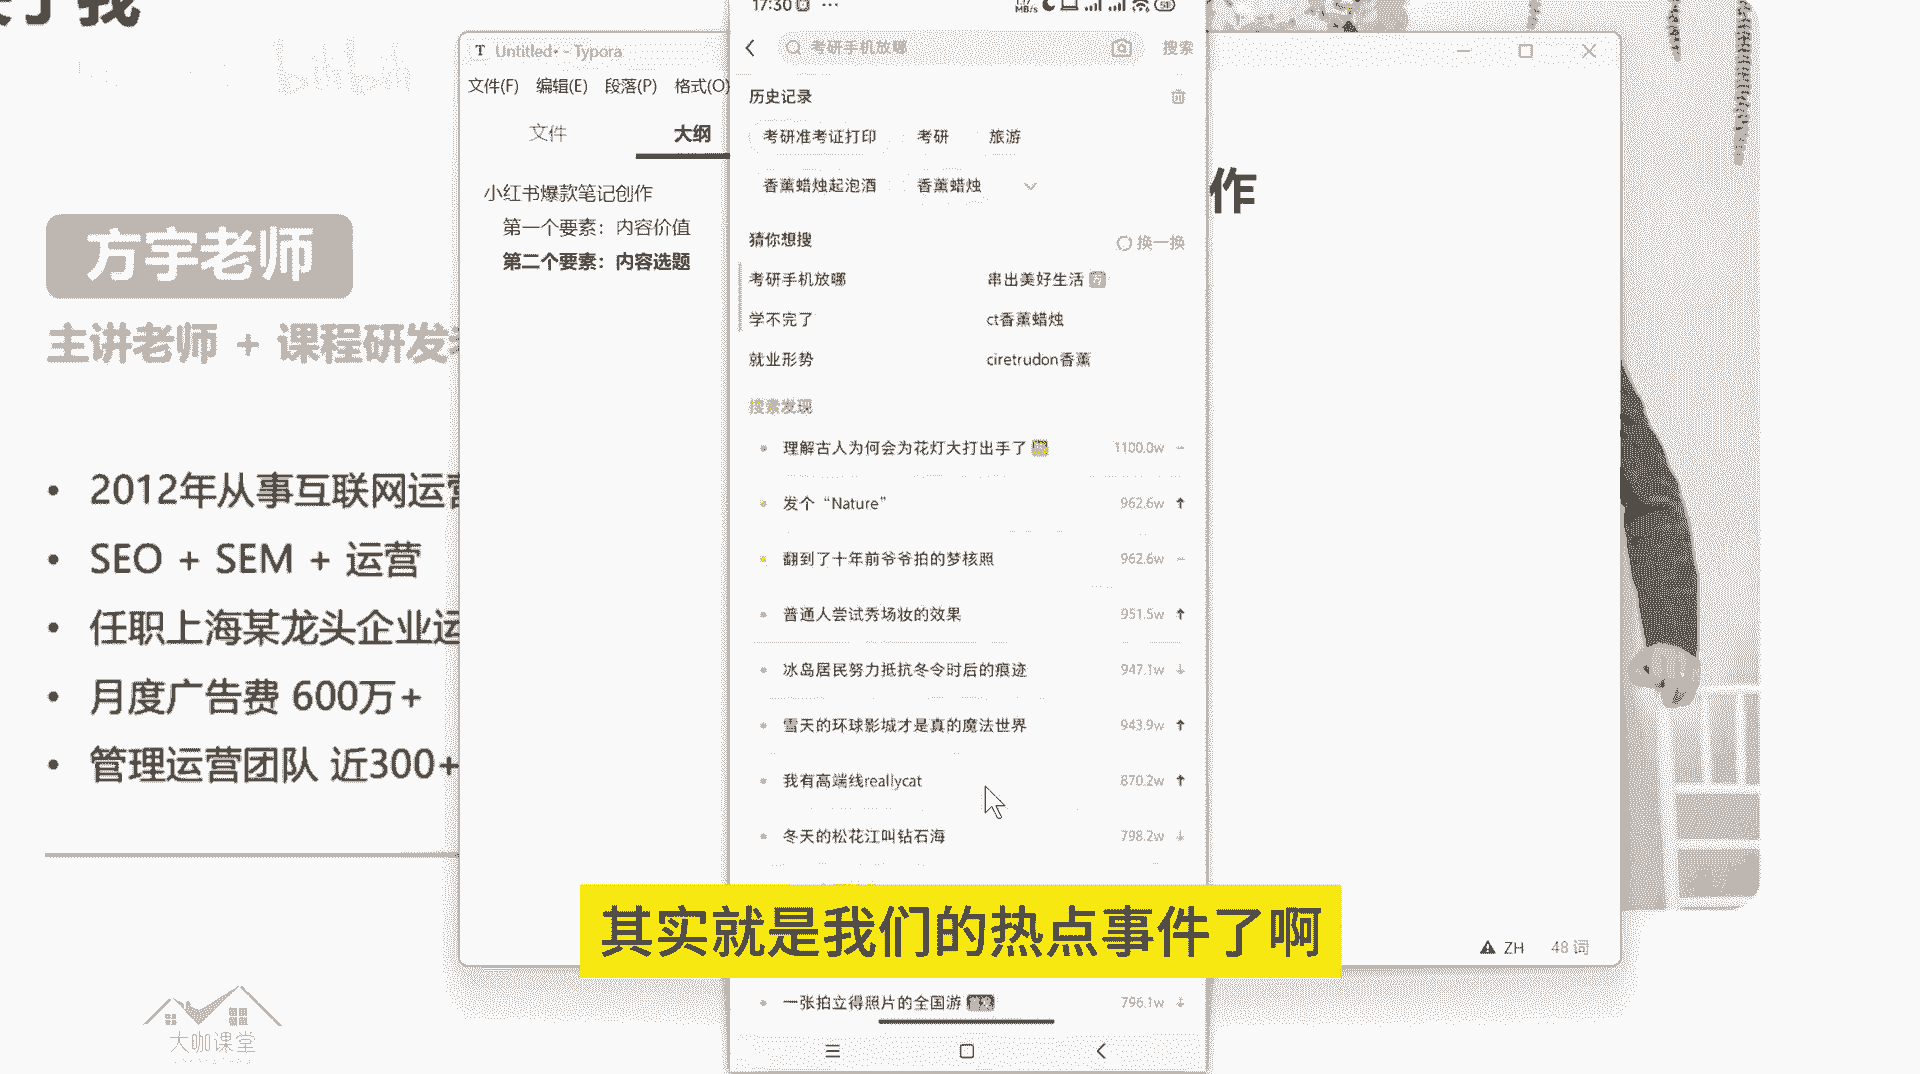 17:30
MB/s
Untitled• - Typora
文件(F) 编辑(E) 段落(P) 格式(O)
文件 大纲
小红书爆款笔记创作
第一个要素：内容价值
第二个要素：内容选题
方宇老师
主讲老师 + 课程研发
2012年从事互联网运营
SEO + SEM + 运营
任职上海某龙头企业运
月度广告费 600万+
管理运营团队 近300+
大咖课堂
bilibili
考研手机放哪 搜索
历史记录
考研准考证打印 考研 旅游
香薰蜡烛起泡酒 香薰蜡烛
猜你想搜 换一换
考研手机放哪 串出美好生活
学不完了 ct香薰蜡烛
就业形势 ciretrudon香薰
搜索发现
理解古人为何会为花灯大打出手了 1100.0w
发个“Nature” 962.6w
翻到了十年前爷爷拍的梦核照 962.6w
普通人尝试秀场妆的效果 951.5w
冰岛居民努力抵抗冬令时后的痕迹 947.1w
雪天的环球影城才是真的魔法世界 943.9w
我有高端线reallycat 870.2w
冬天的松花江叫钻石海 798.2w
其实就是我们的热点事件了啊
一张拍立得照片的全国游 796.1w
作
ZH 48 词